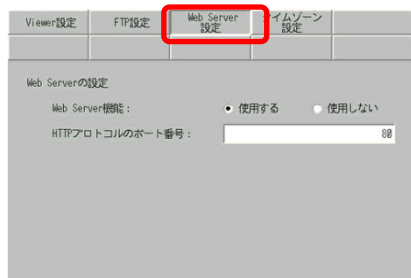 Viewer設定
FTP設定
Web Server
設定
タイムゾーン
設定
Web Serverの設定
Web Server機能：
使用する
使用しない
HTTPプロトコルのポート番号：
80